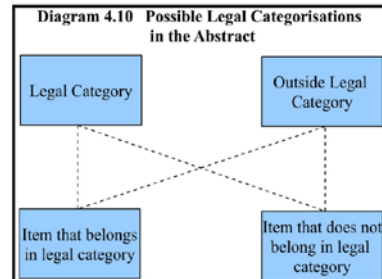 Diagram 4.10 Possible Legal Categorisations
in the Abstract
Legal Category
Outside Legal
Category
Item that belongs
in legal category
Item that does not
belong in legal
category